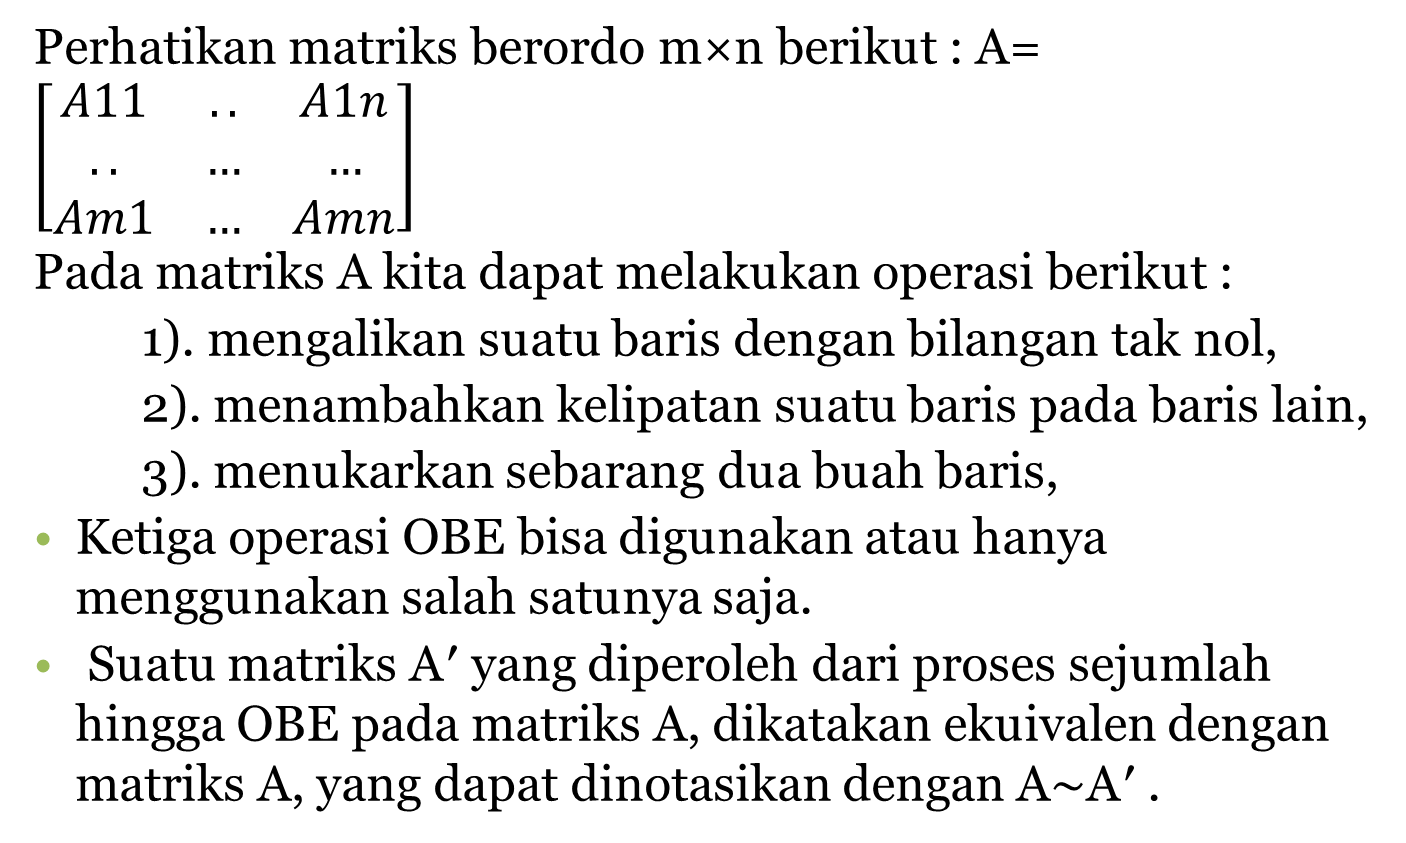 Perhatikan matriks berordo m×n berikut : A=
[A11 .. A1n
.. ... ...
Am1 ... Amn]
Pada matriks A kita dapat melakukan operasi berikut :
1). mengalikan suatu baris dengan bilangan tak nol,
2). menambahkan kelipatan suatu baris pada baris lain,
3). menukarkan sebarang dua buah baris,
• Ketiga operasi OBE bisa digunakan atau hanya
menggunakan salah satunya saja.
• Suatu matriks A′ yang diperoleh dari proses sejumlah
hingga OBE pada matriks A, dikatakan ekuivalen dengan
matriks A, yang dapat dinotasikan dengan A~A′ .